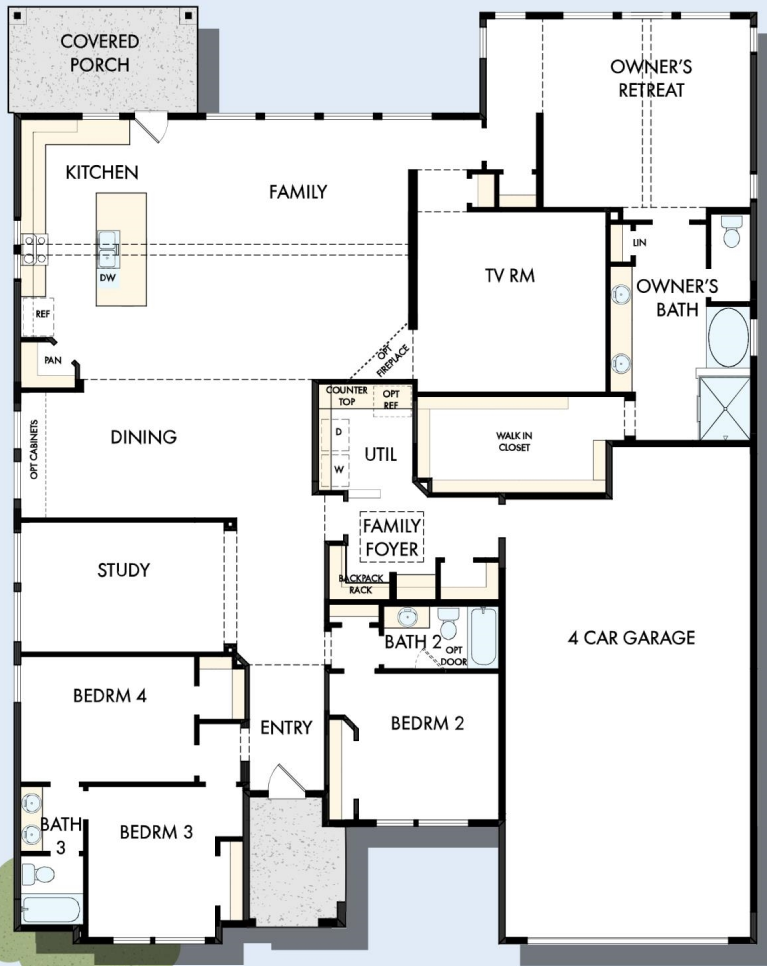 COVERED
PORCH
OWNER'S
RETREAT
KITCHEN
FAMILY
LIN
TV RM
DW
OWNER'S
BATH
REF
PAN
OPT
FIREPLACE
COUNTER
TOP
OPT
REF
D
W
UTIL
WALK IN
CLOSET
DINING
OPT CABINETS
FAMILY
FOYER
STUDY
BACKPACK
RACK
BATH 2
OPT
DOOR
4 CAR GARAGE
BEDRM 4
ENTRY
BEDRM 2
BATH
3
BEDRM 3